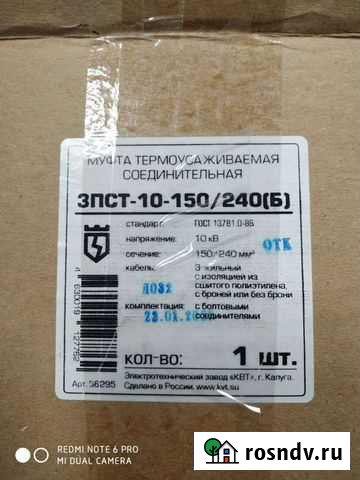 МУФТА ТЕРМОУСАЖИВАЕМАЯ
СОЕДИНИТЕЛЬНАЯ
3ПСТ-10-150/240(Б)
стандарт: ГОСТ 13781.0-86
напряжение: 10 кВ
ОТК
сечение: 150/240 мм²
кабель: 3 жильный
с изоляцией из
сшитого полиэтилена,
с броней или без брони
комплектация: с болтовыми
соединителями
КОЛ-ВО: 1 шт.
Электротехнический завод «КВТ», г. Калуга.
Арт. 56295 Сделано в России. www.kvt.su
REDMI NOTE 6 PRO
MI DUAL CAMERA
rosndv.ru